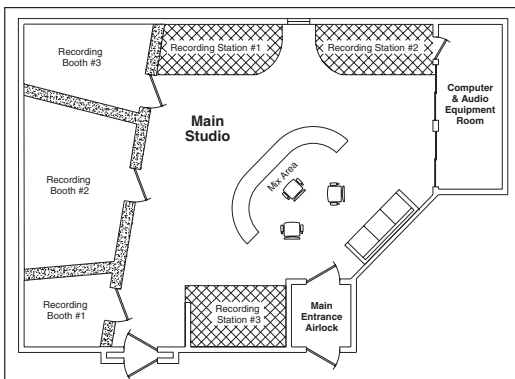 Recording
Booth #3
Recording Station #1
Recording Station #2
Computer
& Audio
Equipment
Room
Main
Studio
Mix Area
Recording
Booth #2
Recording
Booth #1
Recording
Station #3
Main
Entrance
Airlock